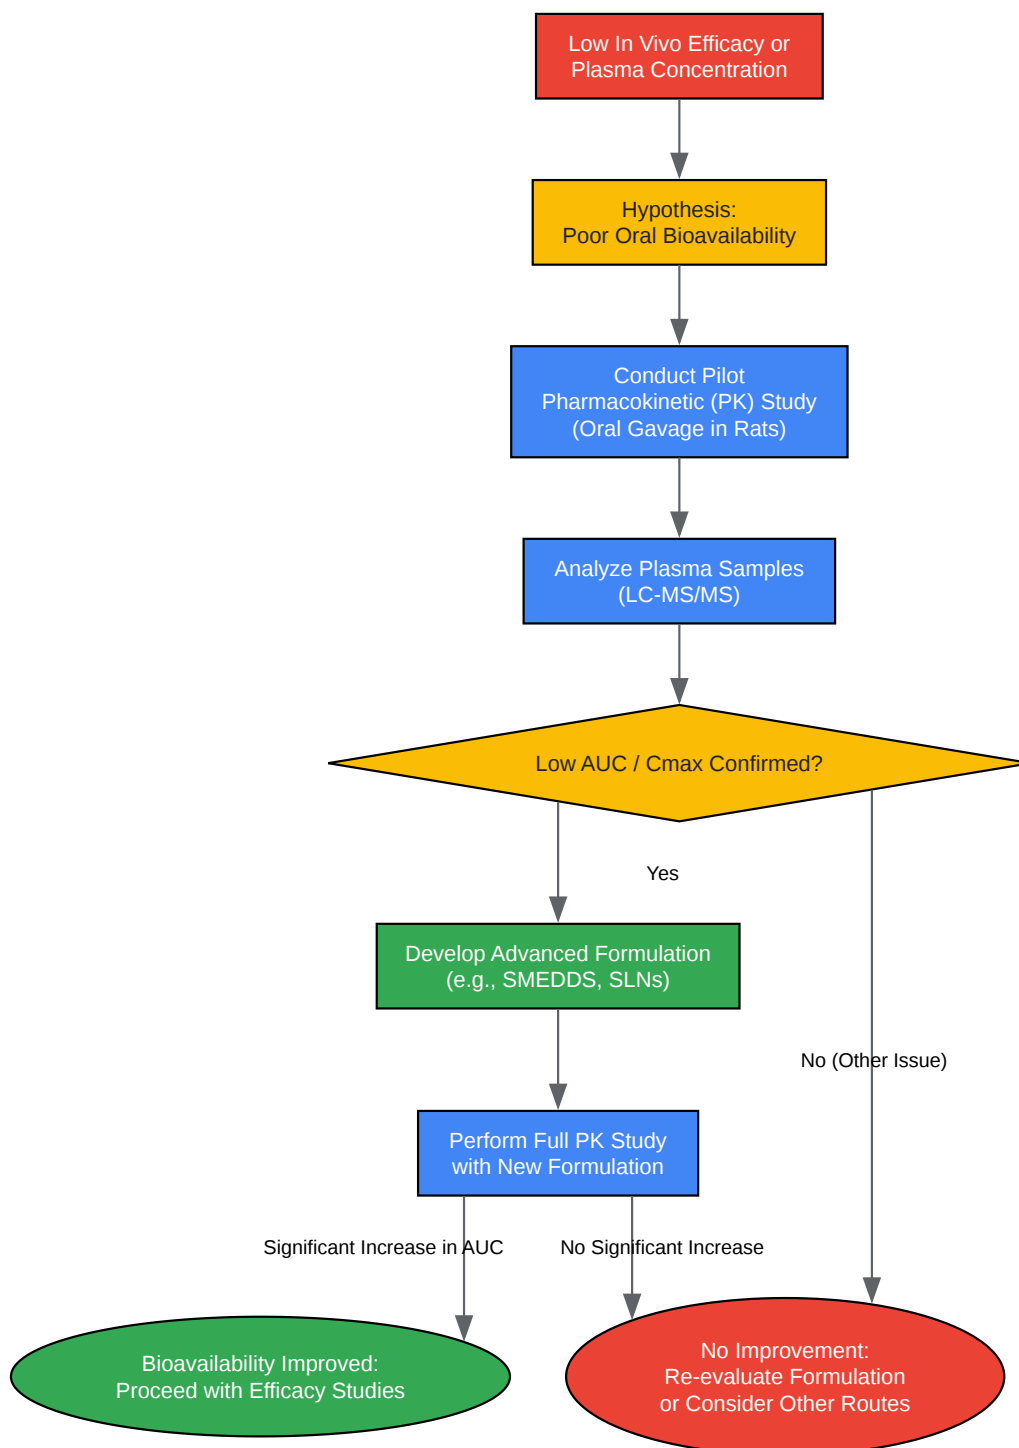 Low In Vivo Efficacy or
Plasma Concentration
Hypothesis:
Poor Oral Bioavailability
Conduct Pilot
Pharmacokinetic (PK) Study
(Oral Gavage in Rats)
Analyze Plasma Samples
(LC-MS/MS)
Low AUC / Cmax Confirmed?
Yes
Develop Advanced Formulation
(e.g., SMEDDS, SLNs)
No (Other Issue)
Perform Full PK Study
with New Formulation
Significant Increase in AUC
No Significant Increase
Bioavailability Improved:
Proceed with Efficacy Studies
No Improvement:
Re-evaluate Formulation
or Consider Other Routes